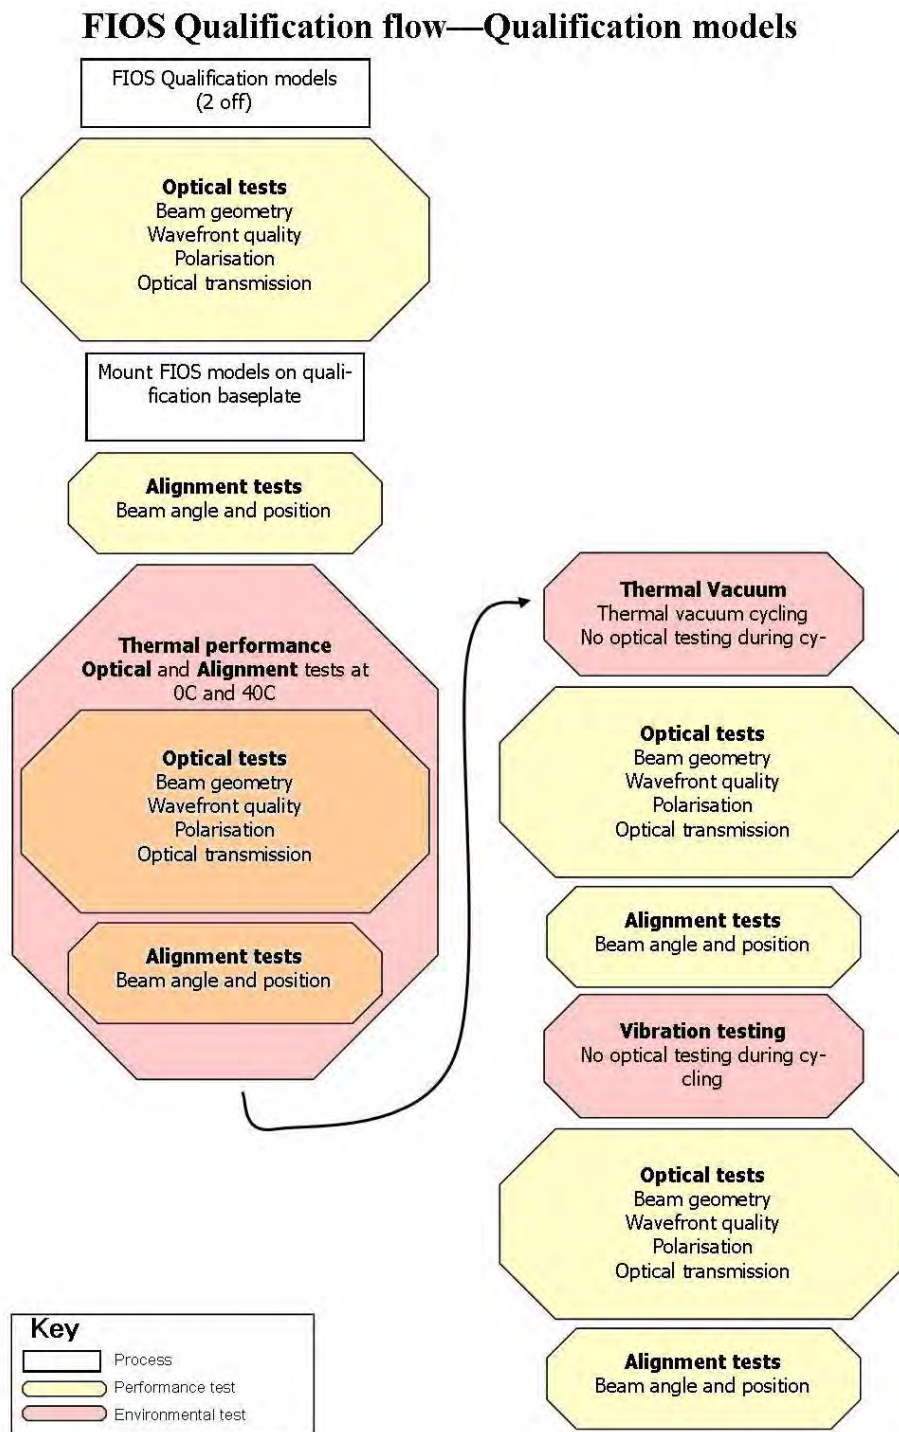 FIOS Qualification flow—Qualification models
FIOS Qualification models
(2 off)
Optical tests
Beam geometry
Wavefront quality
Polarisation
Optical transmission
Mount FIOS models on quali-
fication baseplate
Alignment tests
Beam angle and position
Thermal performance
Optical and Alignment tests at
0C and 40C
Optical tests
Beam geometry
Wavefront quality
Polarisation
Optical transmission
Alignment tests
Beam angle and position
Thermal Vacuum
Thermal vacuum cycling
No optical testing during cy-
Optical tests
Beam geometry
Wavefront quality
Polarisation
Optical transmission
Alignment tests
Beam angle and position
Vibration testing
No optical testing during cy-
cling
Optical tests
Beam geometry
Wavefront quality
Polarisation
Optical transmission
Alignment tests
Beam angle and position
Key
Process
Performance test
Environmental test